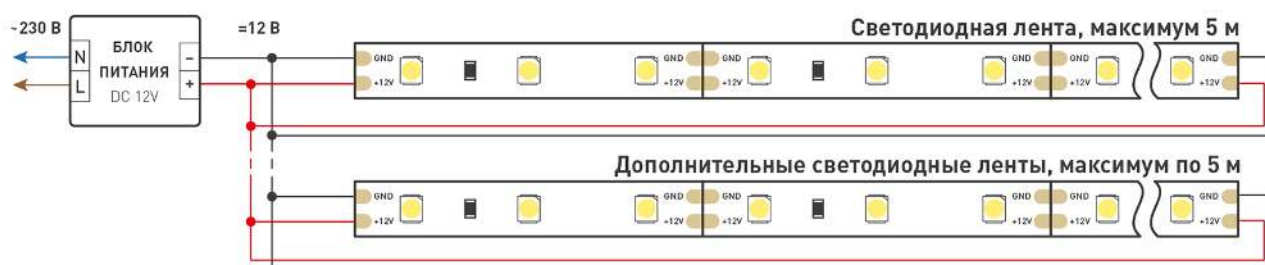 ~230 В
=12 В
Светодиодная лента, максимум 5 м
N
L
БЛОК
ПИТАНИЯ
DC 12V
–
+
GND GND GND GND GND GND
+12V +12V +12V +12V +12V +12V
Дополнительные светодиодные ленты, максимум по 5 м
GND GND GND GND GND GND
+12V +12V +12V +12V +12V +12V